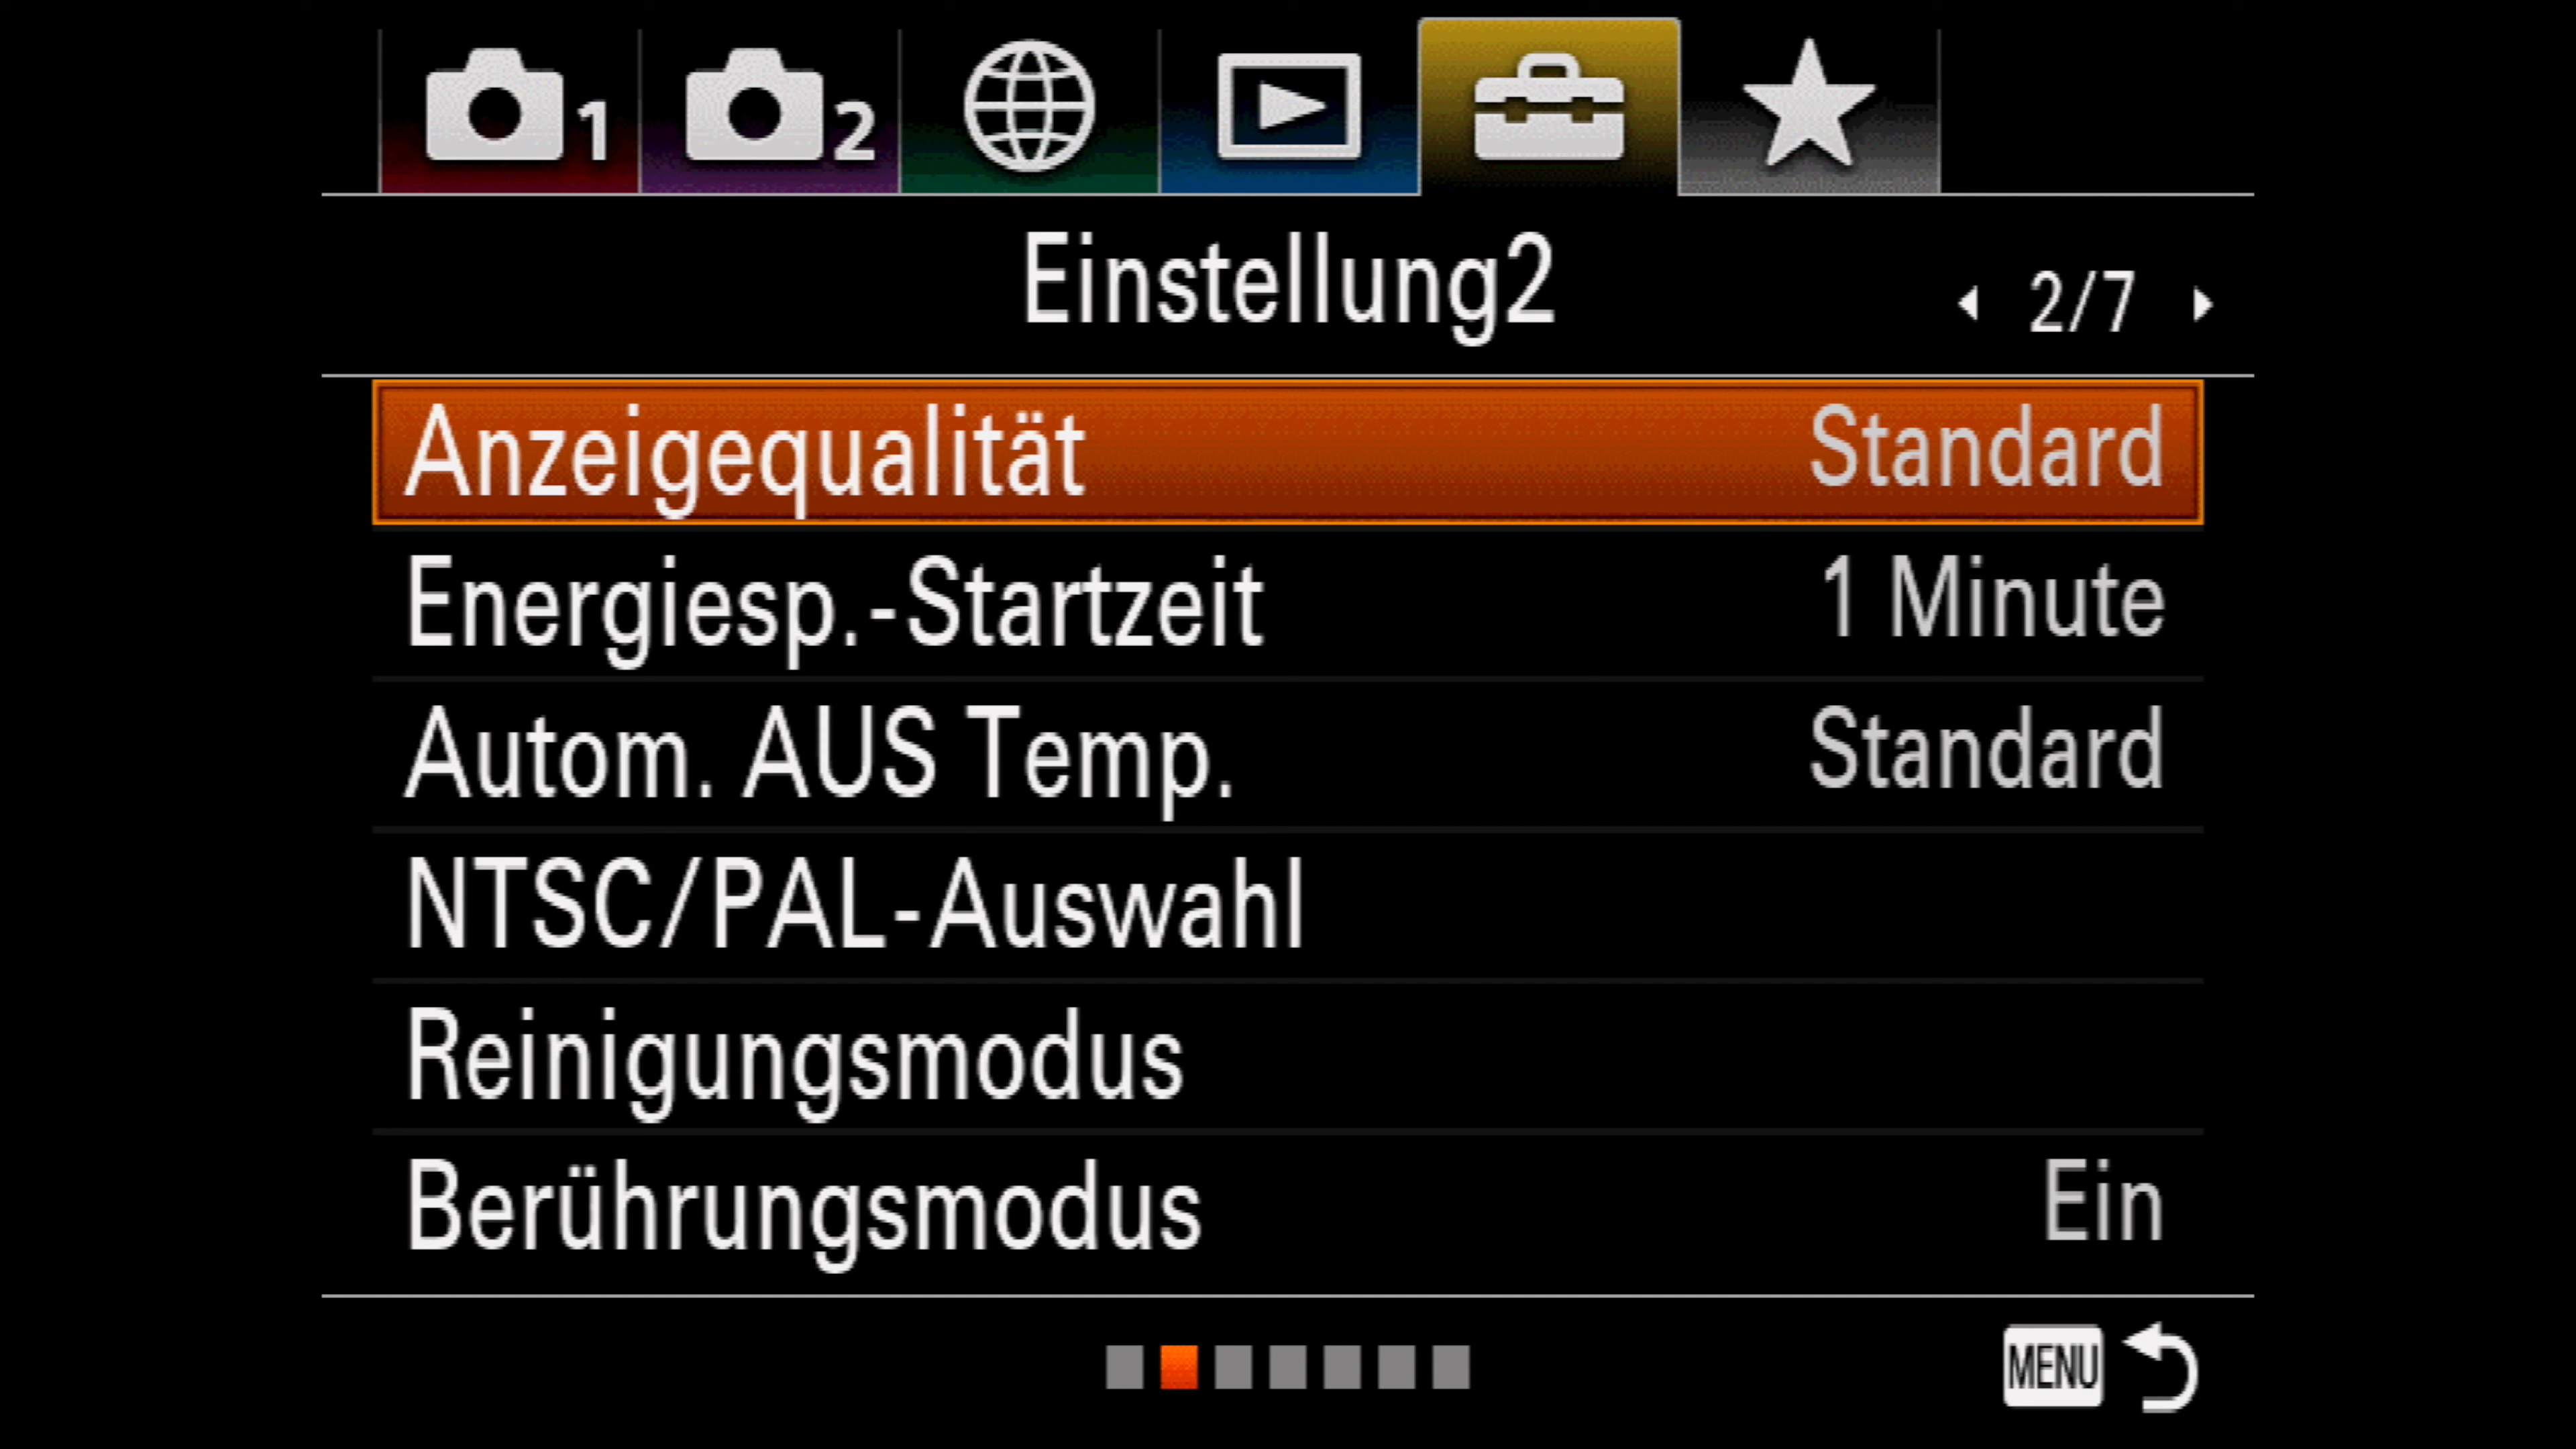 1
2
Einstellung2
2/7
Anzeigequalität Standard
Energiesp.-Startzeit 1 Minute
Autom. AUS Temp. Standard
NTSC/PAL-Auswahl
Reinigungsmodus
Berührungsmodus Ein
MENU